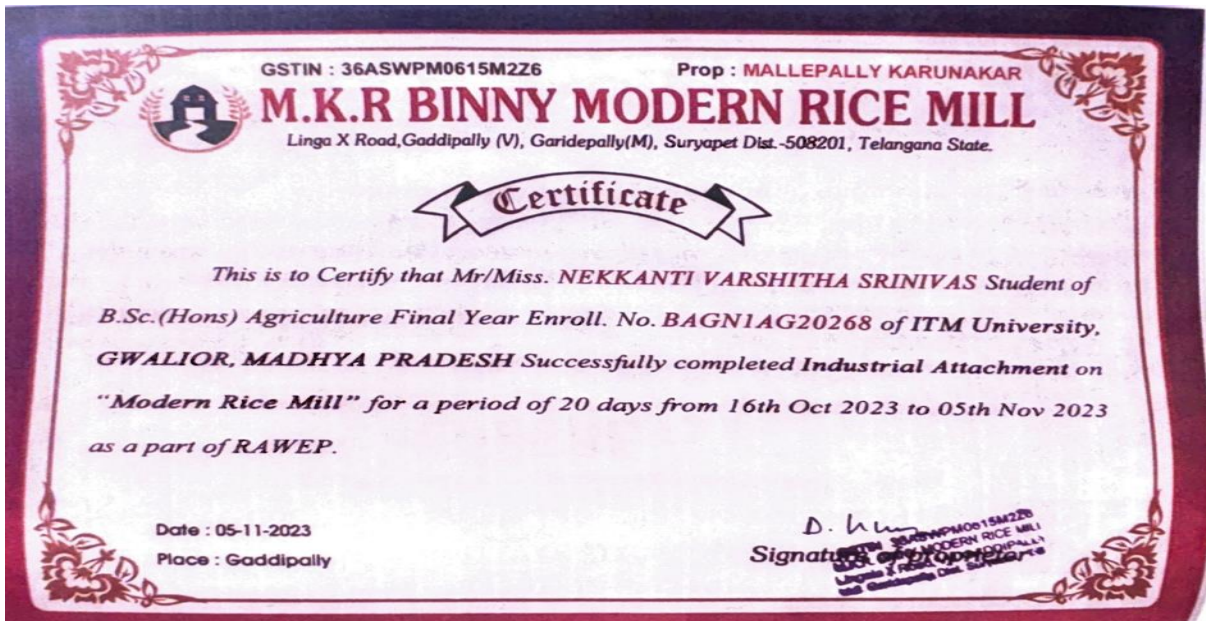 GSTIN : 36ASWPM0615M2Z6 Prop : MALLEPALLY KARUNAKAR
M.K.R BINNY MODERN RICE MILL
Linga X Road,Gaddipally (V), Garidepally(M), Suryapet Dist.-508201, Telangana State.
Certificate
This is to Certify that Mr/Miss. NEKKANTI VARSHITHA SRINIVAS Student of
B.Sc.(Hons) Agriculture Final Year Enroll. No. BAGN1AG20268 of ITM University,
GWALIOR, MADHYA PRADESH Successfully completed Industrial Attachment on
“Modern Rice Mill” for a period of 20 days from 16th Oct 2023 to 05th Nov 2023
as a part of RAWEP.
Date : 05-11-2023
Place : Gaddipally
D.
Signature of Proprietor
MODERN RICE MILL